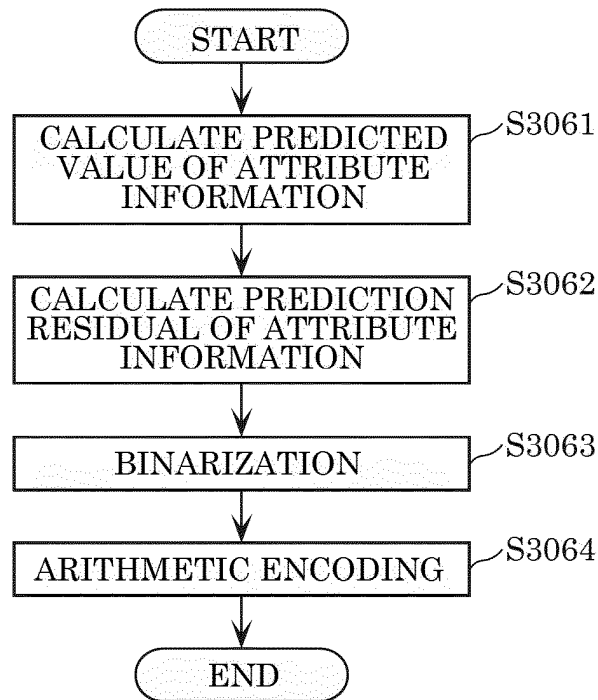 START
CALCULATE PREDICTED
VALUE OF ATTRIBUTE
INFORMATION
S3061
CALCULATE PREDICTION
RESIDUAL OF ATTRIBUTE
INFORMATION
S3062
BINARIZATION
S3063
ARITHMETIC ENCODING
S3064
END